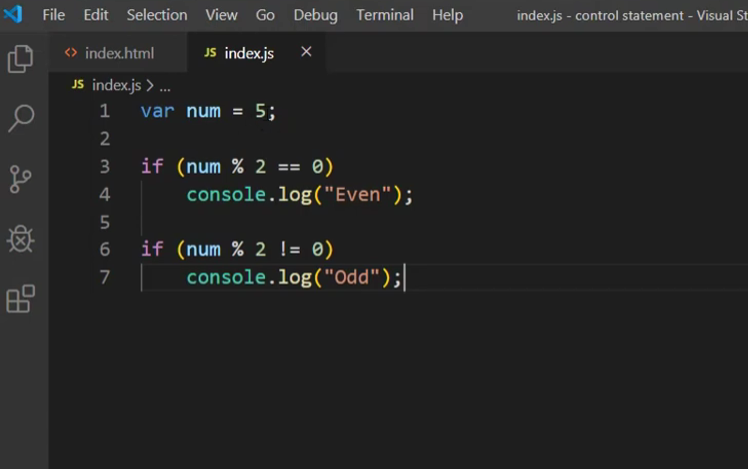 File Edit Selection View Go Debug Terminal Help index.js - control statement - Visual St
<> index.html JS index.js ×
JS index.js > ...
1 var num = 5;
2
3 if (num % 2 == 0)
4     console.log("Even");
5
6 if (num % 2 != 0)
7     console.log("Odd");